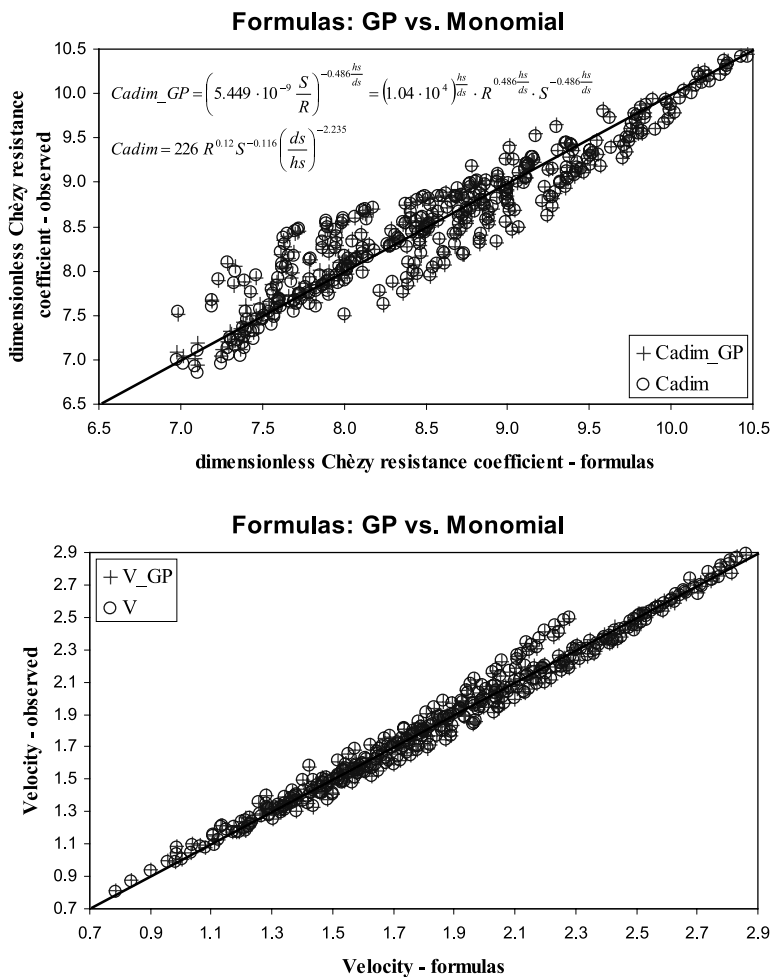 Formulas: GP vs. Monomial
Cadim_GP = (5.449 · 10^{-9} S/R)^{-0.486 hs/ds} = (1.04 · 10^{4})^{hs/ds} · R^{0.486 hs/ds} · S^{-0.486 hs/ds}
Cadim = 226 R^{0.12} S^{-0.116} (ds/hs)^{-2.235}
dimensionless Chèzy resistance
coefficient - observed
10.5
10.0
9.5
9.0
8.5
8.0
7.5
7.0
6.5
+ Cadim_GP
Cadim
6.5 7.0 7.5 8.0 8.5 9.0 9.5 10.0 10.5
dimensionless Chèzy resistance coefficient - formulas
Formulas: GP vs. Monomial
+ V_GP
V
Velocity - observed
2.9
2.7
2.5
2.3
2.1
1.9
1.7
1.5
1.3
1.1
0.9
0.7
0.7 0.9 1.1 1.3 1.5 1.7 1.9 2.1 2.3 2.5 2.7 2.9
Velocity - formulas